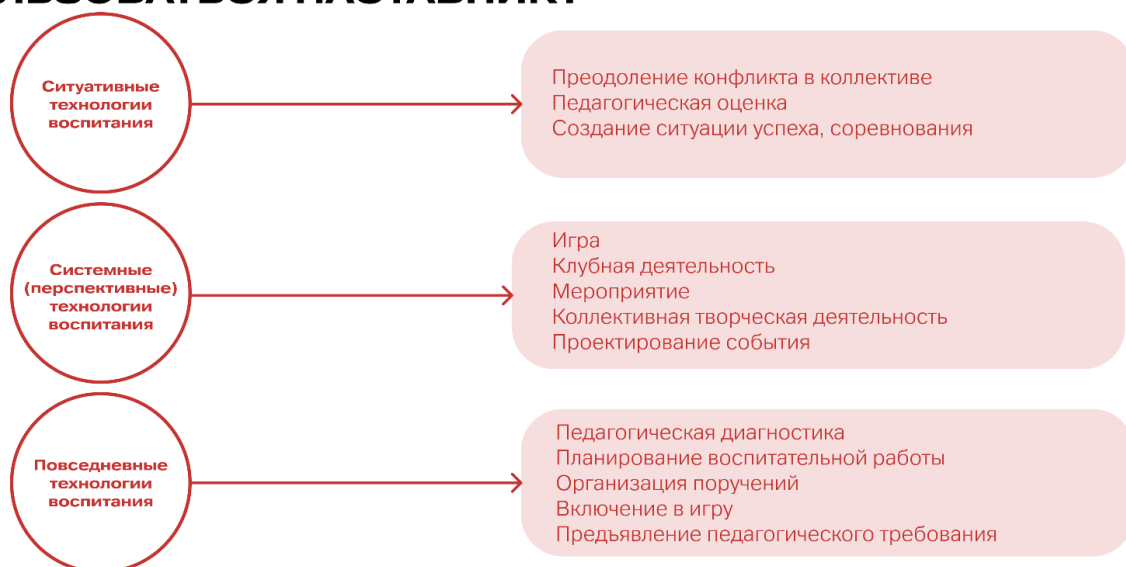 ПОЛЬЗОВАТЬСЯ НАСТАВНИК?
Ситуативные
технологии
воспитания
Преодоление конфликта в коллективе
Педагогическая оценка
Создание ситуации успеха, соревнования
Системные
(перспективные)
технологии
воспитания
Игра
Клубная деятельность
Мероприятие
Коллективная творческая деятельность
Проектирование события
Повседневные
технологии
воспитания
Педагогическая диагностика
Планирование воспитательной работы
Организация поручений
Включение в игру
Предъявление педагогического требования